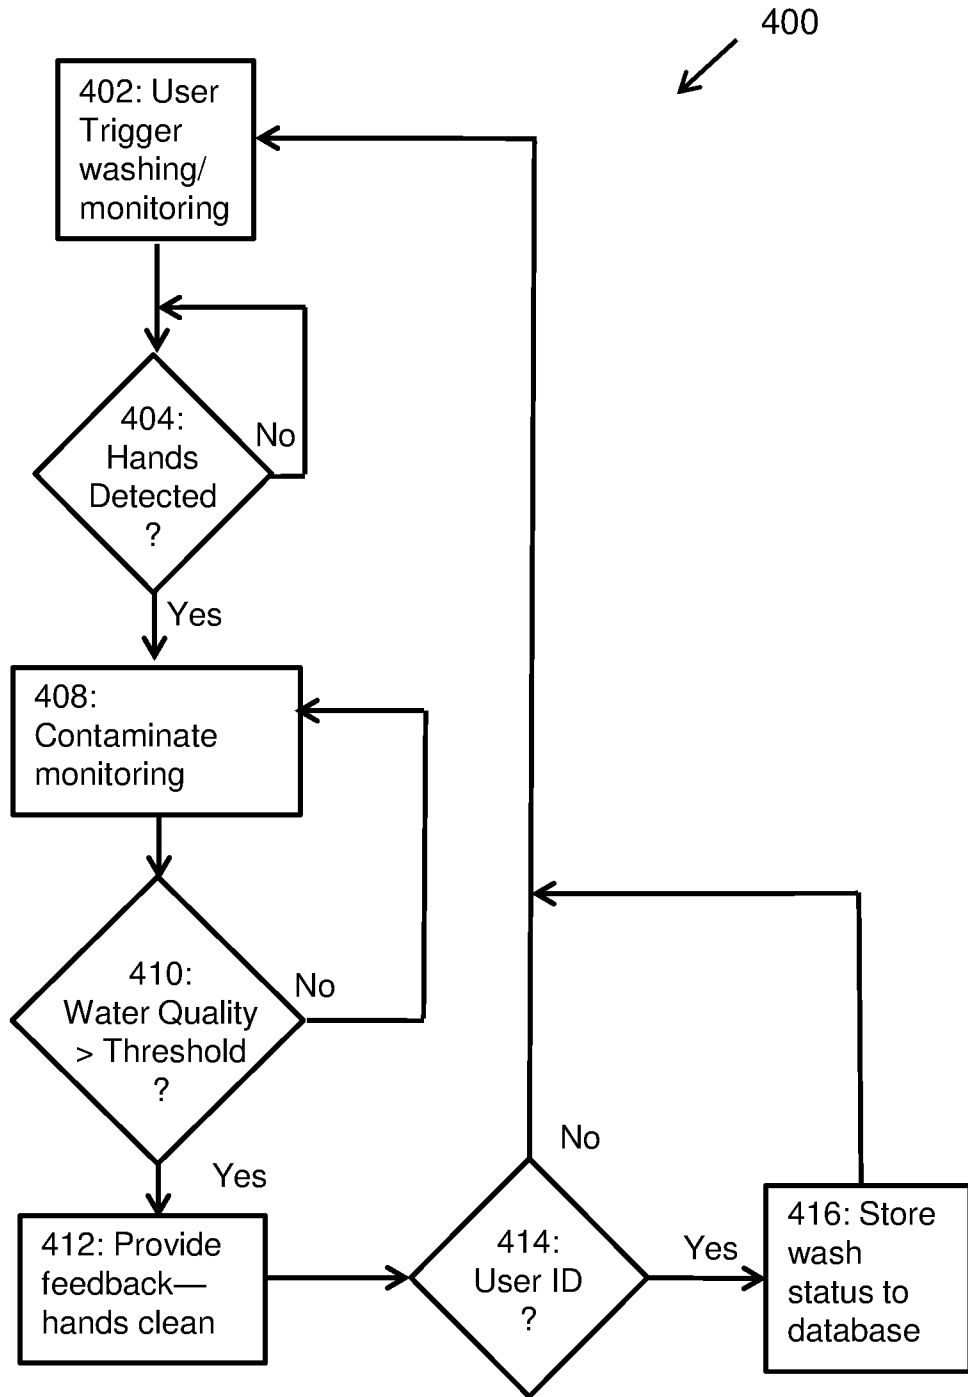 400
402: User
Trigger
washing/
monitoring
404:
Hands
Detected
?
No
Yes
408:
Contaminate
monitoring
410:
Water Quality
> Threshold
?
No
Yes
412: Provide
feedback—
hands clean
414:
User ID
?
No
Yes
416: Store
wash
status to
database